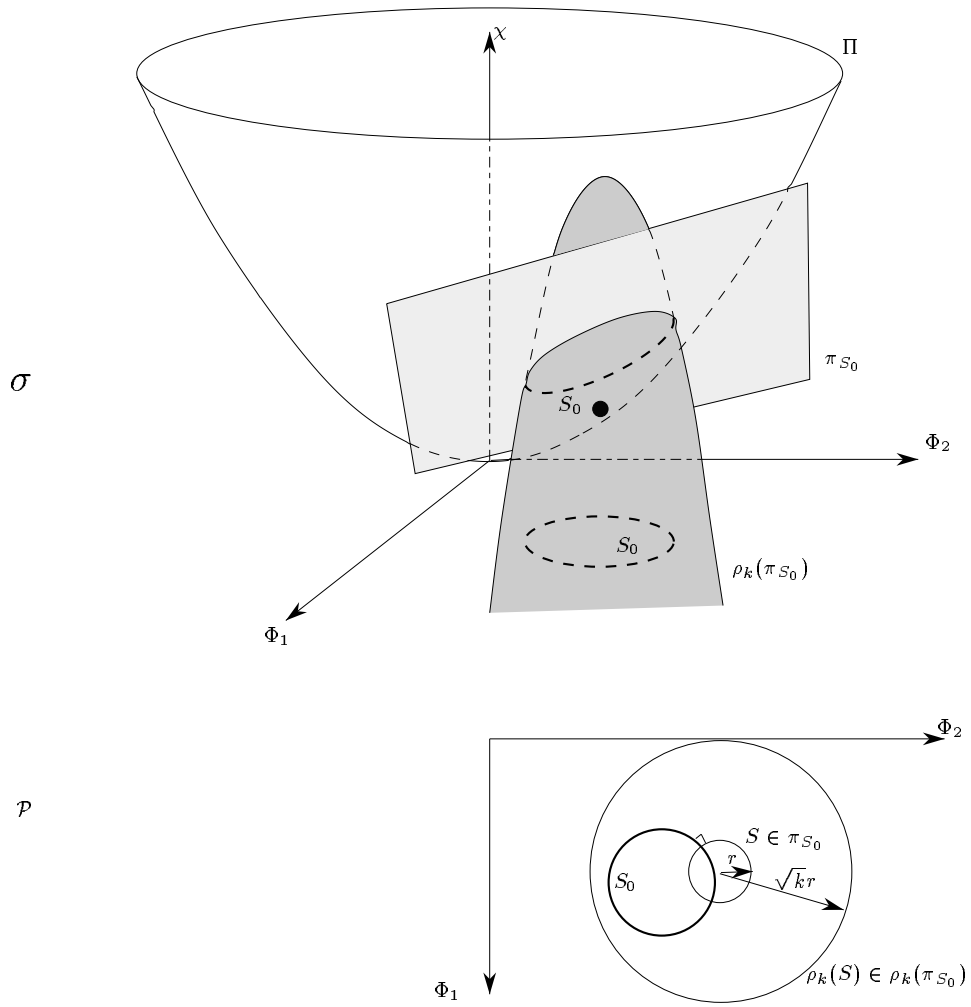 χ
Π
σ
π_{S_0}
S_0
Φ_2
S_0
ρ_k(π_{S_0})
Φ_1
Φ_2
𝒫
S ∈ π_{S_0}
r
S_0
√k r
ρ_k(S) ∈ ρ_k(π_{S_0})
Φ_1